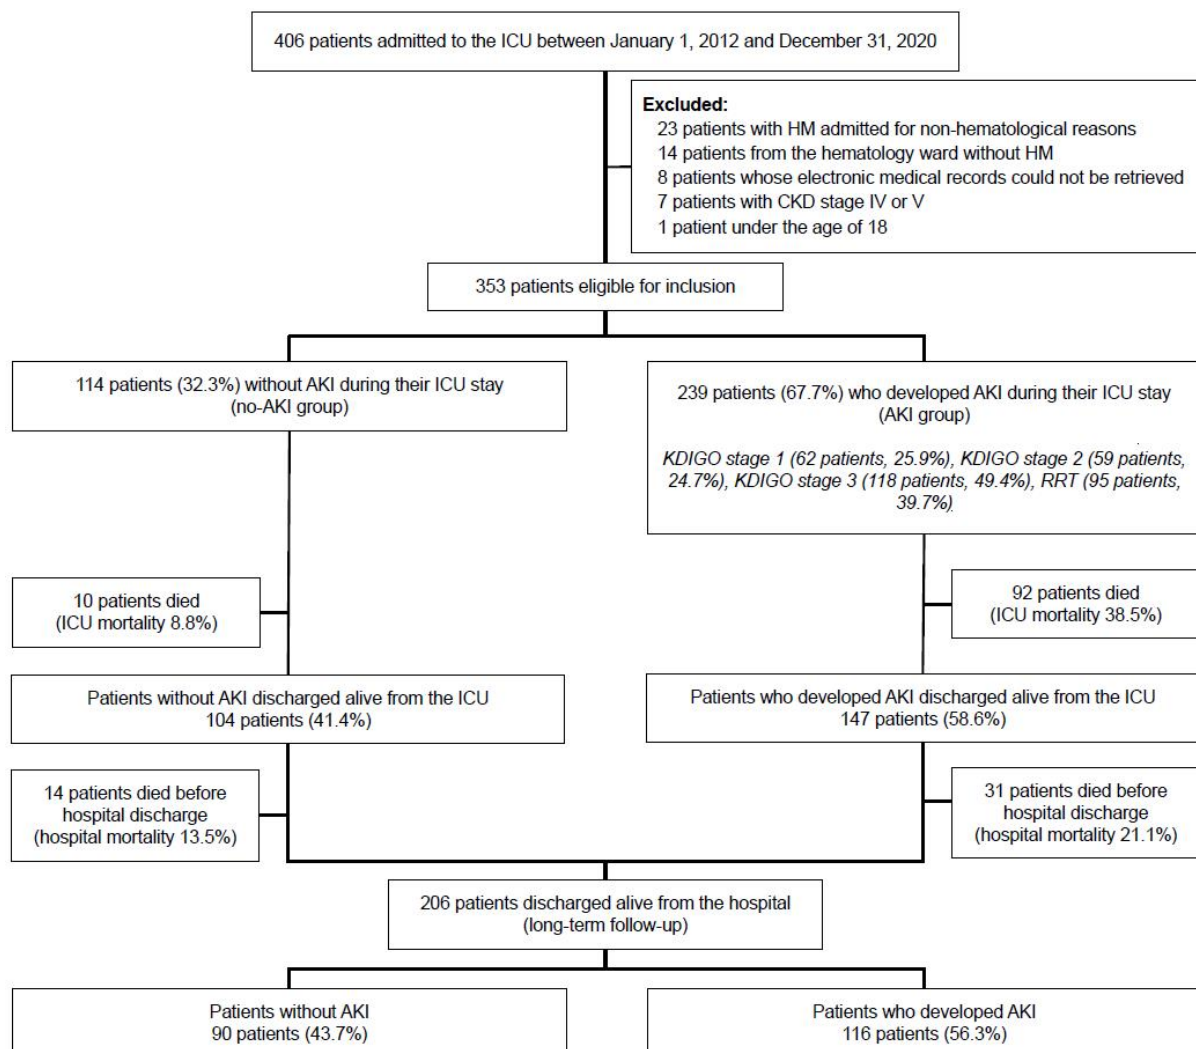 406 patients admitted to the ICU between January 1, 2012 and December 31, 2020
Excluded:
23 patients with HM admitted for non-hematological reasons
14 patients from the hematology ward without HM
8 patients whose electronic medical records could not be retrieved
7 patients with CKD stage IV or V
1 patient under the age of 18
353 patients eligible for inclusion
114 patients (32.3%) without AKI during their ICU stay
(no-AKI group)
239 patients (67.7%) who developed AKI during their ICU stay
(AKI group)
KDIGO stage 1 (62 patients, 25.9%), KDIGO stage 2 (59 patients,
24.7%), KDIGO stage 3 (118 patients, 49.4%), RRT (95 patients,
39.7%)
10 patients died
(ICU mortality 8.8%)
92 patients died
(ICU mortality 38.5%)
Patients without AKI discharged alive from the ICU
104 patients (41.4%)
Patients who developed AKI discharged alive from the ICU
147 patients (58.6%)
14 patients died before
hospital discharge
(hospital mortality 13.5%)
31 patients died before
hospital discharge
(hospital mortality 21.1%)
206 patients discharged alive from the hospital
(long-term follow-up)
Patients without AKI
90 patients (43.7%)
Patients who developed AKI
116 patients (56.3%)